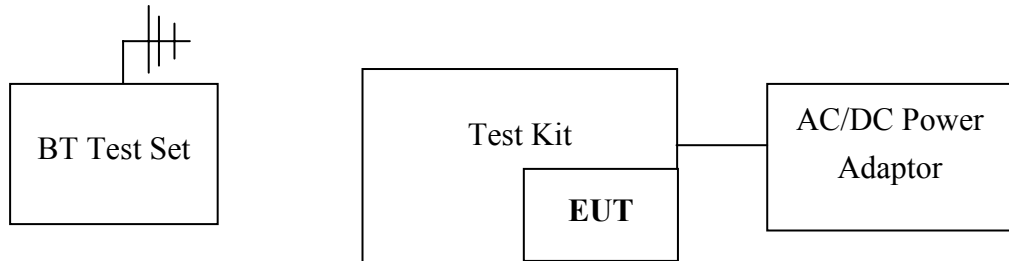 BT Test Set
Test Kit
EUT
AC/DC Power
Adaptor